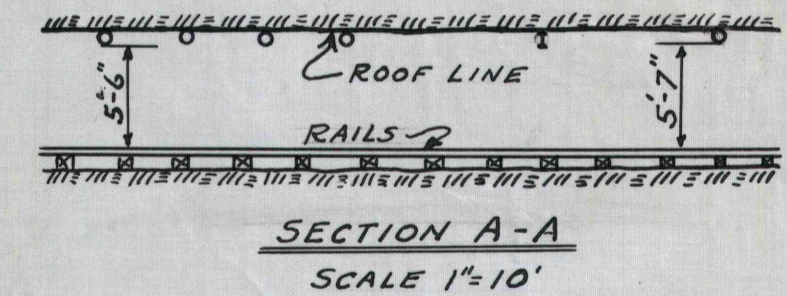 ROOF LINE
5'-6"
5'-7"
RAILS
SECTION A-A
SCALE 1"=10'